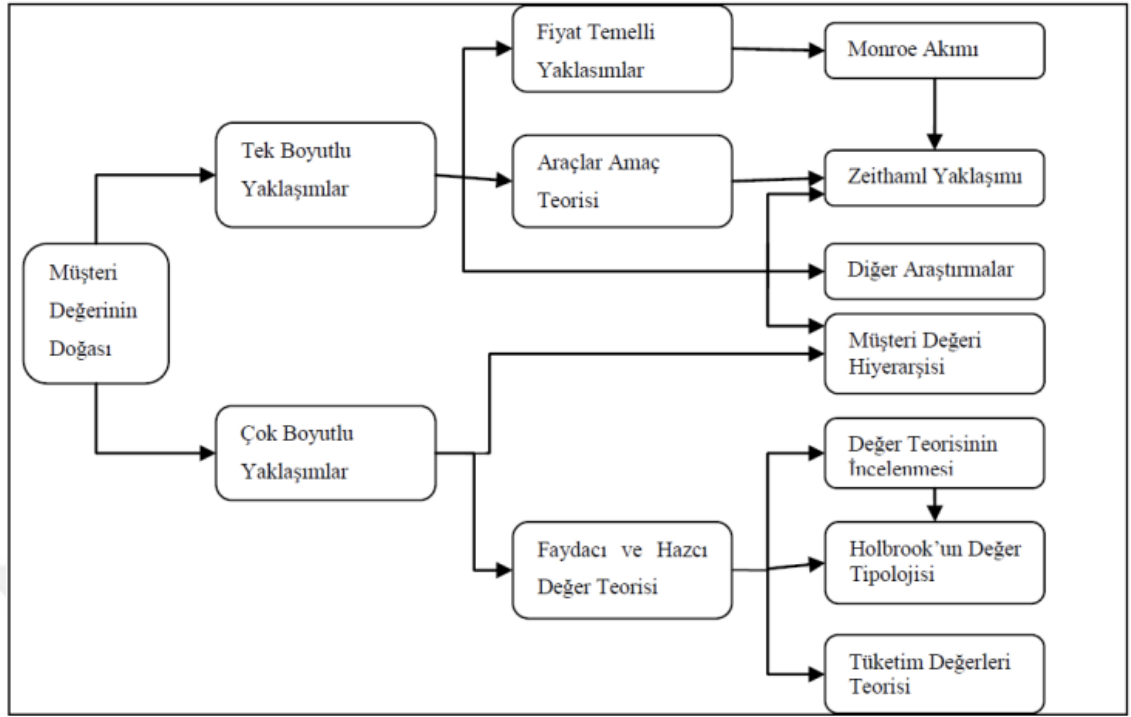 Fiyat Temelli
Yaklasımlar
Monroe Akımı
Tek Boyutlu
Yaklaşımlar
Araçlar Amaç
Teorisi
Zeithaml Yaklaşımı
Müşteri
Değerinin
Doğası
Diğer Araştırmalar
Müşteri Değeri
Hiyerarşisi
Çok Boyutlu
Yaklaşımlar
Değer Teorisinin
İncelenmesi
Faydacı ve Hazcı
Değer Teorisi
Holbrook'un Değer
Tipolojisi
Tüketim Değerleri
Teorisi